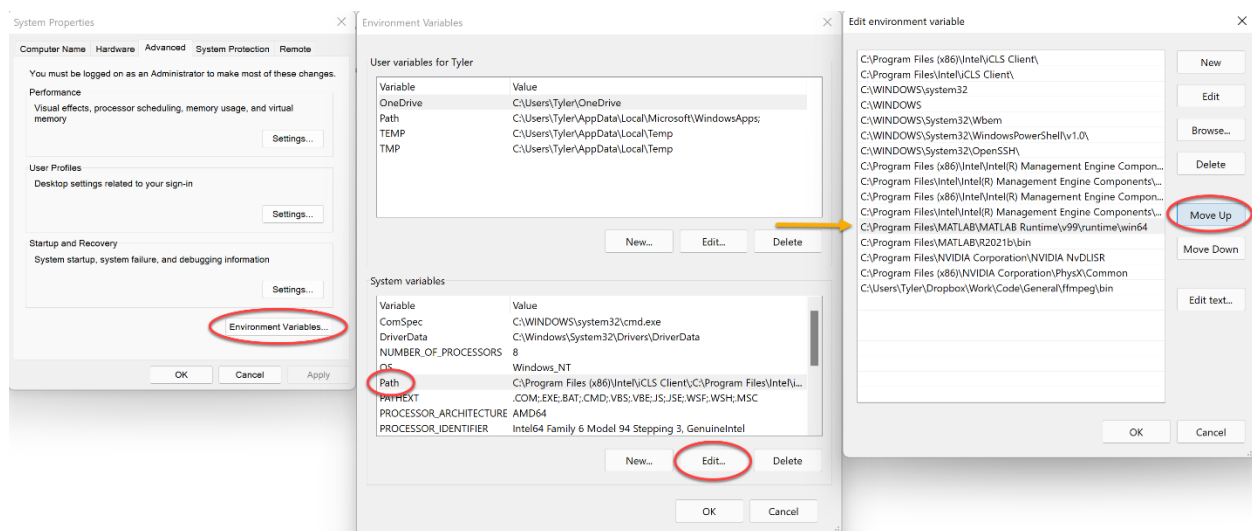 System Properties
Computer Name Hardware Advanced System Protection Remote
You must be logged on as an Administrator to make most of these changes.
Performance
Visual effects, processor scheduling, memory usage, and virtual
memory
Settings...
User Profiles
Desktop settings related to your sign-in
Settings...
Startup and Recovery
System startup, system failure, and debugging information
Settings...
Environment Variables...
OK Cancel Apply
Environment Variables
User variables for Tyler
Variable Value
OneDrive C:\Users\Tyler\OneDrive
Path C:\Users\Tyler\AppData\Local\Microsoft\WindowsApps;
TEMP C:\Users\Tyler\AppData\Local\Temp
TMP C:\Users\Tyler\AppData\Local\Temp
New... Edit... Delete
System variables
Variable Value
ComSpec C:\WINDOWS\system32\cmd.exe
DriverData C:\Windows\System32\Drivers\DriverData
NUMBER_OF_PROCESSORS 8
OS Windows_NT
Path C:\Program Files (x86)\Intel\iCLS Client\;C:\Program Files\Intel\i...
PATHEXT .COM;.EXE;.BAT;.CMD;.VBS;.VBE;.JS;.JSE;.WSF;.WSH;.MSC
PROCESSOR_ARCHITECTURE AMD64
PROCESSOR_IDENTIFIER Intel64 Family 6 Model 94 Stepping 3, GenuineIntel
New... Edit... Delete
OK Cancel
Edit environment variable
C:\Program Files (x86)\Intel\iCLS Client\
C:\Program Files\Intel\iCLS Client\
C:\WINDOWS\system32
C:\WINDOWS
C:\WINDOWS\System32\Wbem
C:\WINDOWS\System32\WindowsPowerShell\v1.0\
C:\WINDOWS\System32\OpenSSH\
C:\Program Files (x86)\Intel\Intel(R) Management Engine Compon...
C:\Program Files\Intel\Intel(R) Management Engine Components\...
C:\Program Files (x86)\Intel\Intel(R) Management Engine Compon...
C:\Program Files\Intel\Intel(R) Management Engine Components\...
C:\Program Files\MATLAB\MATLAB Runtime\v99\runtime\win64
C:\Program Files\MATLAB\R2021b\bin
C:\Program Files\NVIDIA Corporation\NVIDIA NvDLISR
C:\Program Files (x86)\NVIDIA Corporation\PhysX\Common
C:\Users\Tyler\Dropbox\Work\Code\General\ffmpeg\bin
New
Edit
Browse...
Delete
Move Up
Move Down
Edit text...
OK Cancel